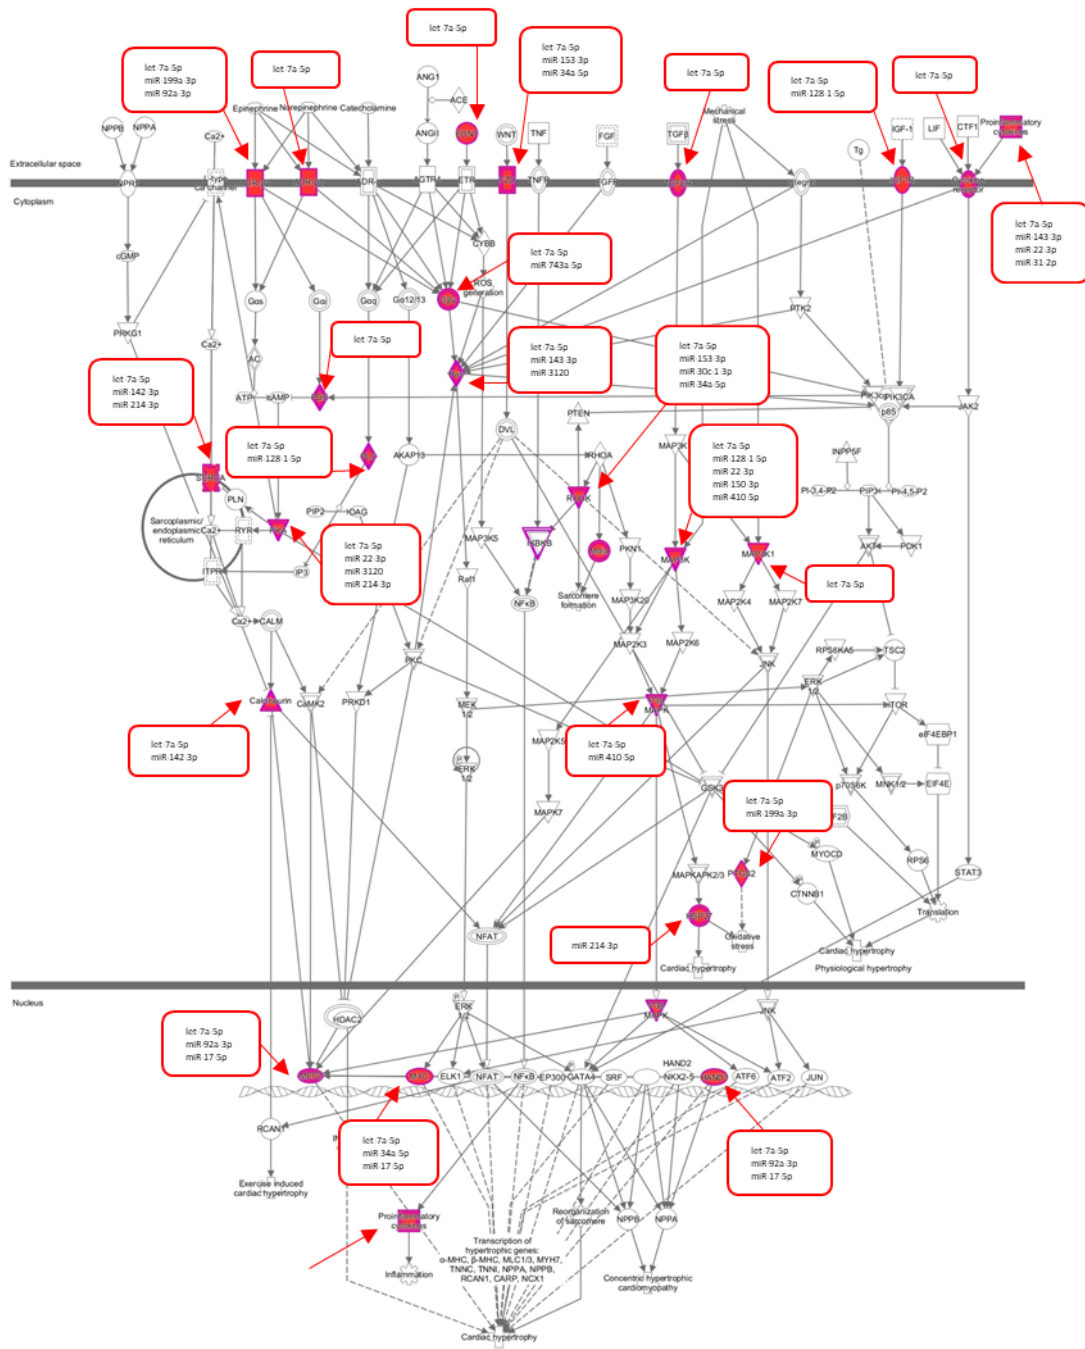 let-7a-5p
let-7a-5p
miR-153-3p
miR-34a-5p
let-7a-5p
miR-199a-3p
miR-92a-3p
let-7a-5p
let-7a-5p
let-7a-5p
miR-128-1-5p
let-7a-5p
ANG1
ACE
Epinephrine
Norepinephrine
Catecholamine
Mechanical
stress
NPPB
NPPA
Ca2+
ANGII
WNT
TNF
FGF
TGFβ
IGF-1
LIF
CTF1
Proinflammatory
cytokines
Tg
Extracellular space
Cytoplasm
Ca channel
AGTR1
TNFR
receptor
let-7a-5p
miR-143-3p
22-3p
miR-31-2p
CYBB
ROS
generation
let-7a-5p
miR-743a-5p
cGMP
Gαs
Gαi
Gαq
Gα12/13
PTK2
PRKG1
Ca2+
let-7a-5p
let-7a-5p
miR-143-3p
miR-3120
let-7a-5p
miR-153-3p
miR-30c-1-3p
miR-34a-5p
AC
ATP
cAMP
let-7a-5p
miR-142-3p
miR-214-3p
PIK3CA
p85
JAK2
PTEN
DVL
RHOA
MAP3K
AKAP13
let-7a-5p
miR-128-1-5p
let-7a-5p
miR-128-1-5p
miR-22-3p
miR-150-3p
miR-410-5p
INPP5F
PI-3,4-P2
PIP3
PI-4,5-P2
PLN
PIP2
DAG
Sarcoplasmic/
endoplasmic
reticulum
Ca2+
RYR
ITPR
IP3
MAP3K5
IKBKB
PKN1
AKT
PDK1
let-7a-5p
miR-22-3p
miR-3120
miR-214-3p
Raf1
NFκB
Sarcomere
formation
MAP3K20
MAP2K4
MAP2K7
let-7a-5p
Ca2+
CALM
MAP2K3
MAP2K6
RPS6KA5
TSC2
PKC
JNK
ERK
1/2
Calcineurin
CaMK2
PRKD1
MEK
1/2
MAPK
mTOR
let-7a-5p
miR-142-3p
MAP2K5
let-7a-5p
miR-410-5p
eIF4EBP1
ERK
1/2
GSK3
p70S6K
MNK1/2
EIF4E
MAPK7
let-7a-5p
miR-199a-3p
MYOCD
RPS6
MAPKAPK2/3
PTGS2
CTNNB1
STAT3
HSP27
Translation
NFAT
miR-214-3p
Oxidative
stress
Cardiac hypertrophy
Cardiac hypertrophy
Physiological hypertrophy
Nucleus
ERK
1/2
MAPK
JNK
HDAC2
let-7a-5p
miR-92a-3p
miR-17-5p
HAND2
MEF2
ELK1
NFAT
NFκB
EP300
GATA4
SRF
NKX2-5
ATF6
ATF2
JUN
RCAN1
let-7a-5p
miR-34a-5p
miR-17-5p
let-7a-5p
miR-92a-3p
miR-17-5p
Exercise induced
cardiac hypertrophy
Proinflammatory
cytokines
Reorganization
of sarcomere
NPPB
NPPA
Inflammation
Transcription of
hypertrophic genes:
α-MHC, β-MHC, MLC1/3, MYH7,
TNNC, TNNI, NPPA, NPPB,
RCAN1, CARP, NCX1
Concentric hypertrophic
cardiomyopathy
Cardiac hypertrophy